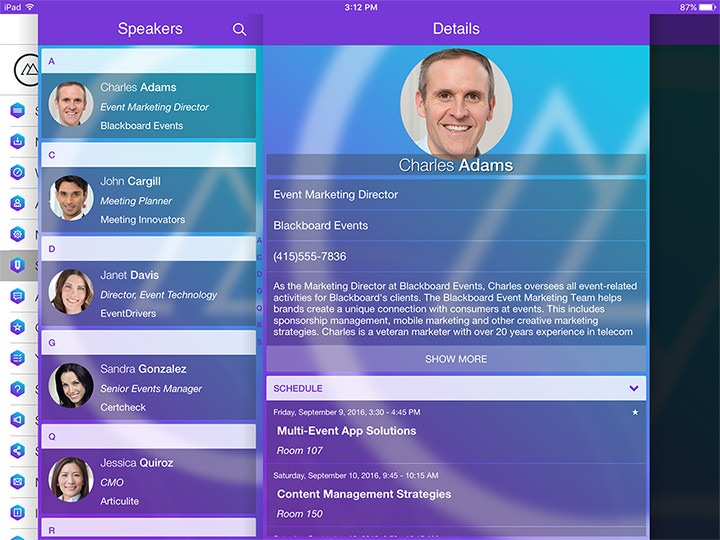 iPad
3:12 PM
87%
Speakers
A
Charles Adams
Event Marketing Director
Blackboard Events
C
John Cargill
Meeting Planner
Meeting Innovators
D
Janet Davis
Director, Event Technology
EventDrivers
G
Sandra Gonzalez
Senior Events Manager
Certcheck
Q
Jessica Quiroz
CMO
Articulite
R
A
C
D
G
Q
R
S
Details
Charles Adams
Event Marketing Director
Blackboard Events
(415)555-7836
As the Marketing Director at Blackboard Events, Charles oversees all event-related
activities for Blackboard's clients. The Blackboard Event Marketing Team helps
brands create a unique connection with consumers at events. This includes
sponsorship management, mobile marketing and other creative marketing
strategies. Charles is a veteran marketer with over 20 years experience in telecom
SHOW MORE
SCHEDULE
Friday, September 9, 2016, 3:30 - 4:45 PM
Multi-Event App Solutions
Room 107
Saturday, September 10, 2016, 9:45 - 10:15 AM
Content Management Strategies
Room 150